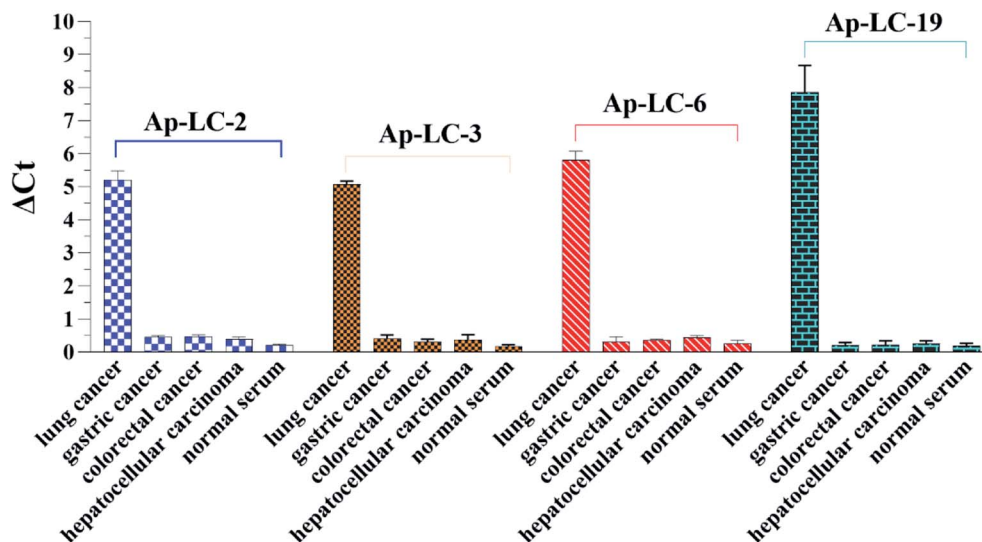 ΔCt
10
9
8
7
6
5
4
3
2
1
0
Ap-LC-2
Ap-LC-3
Ap-LC-6
Ap-LC-19
lung cancer
gastric cancer
colorectal cancer
hepatocellular carcinoma
normal serum
lung cancer
gastric cancer
colorectal cancer
hepatocellular carcinoma
normal serum
lung cancer
gastric cancer
colorectal cancer
hepatocellular carcinoma
normal serum
lung cancer
gastric cancer
colorectal cancer
hepatocellular carcinoma
normal serum